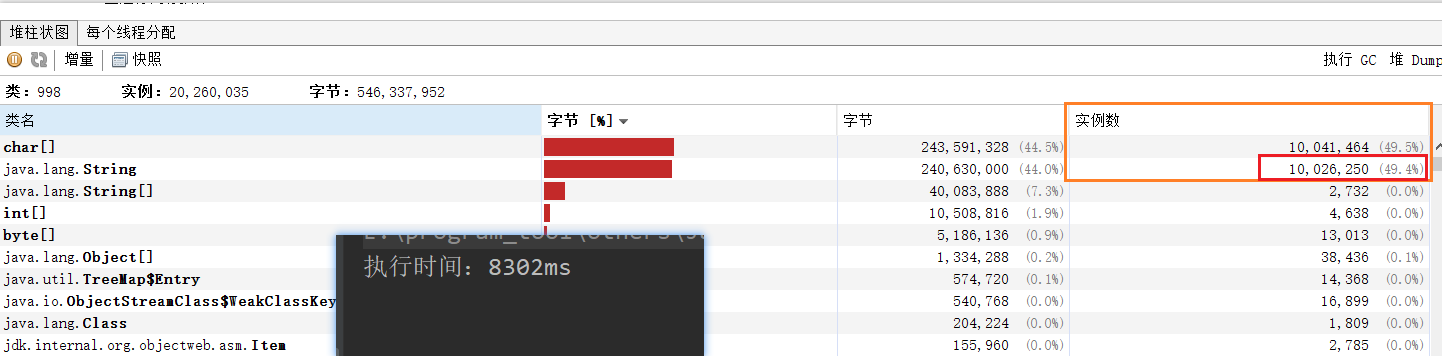 堆柱状图 每个线程分配
增量 快照 执行 GC 堆 Dump
类: 998 实例: 20,260,035 字节: 546,337,952
类名 字节 [%] 字节 实例数
char[] 243,591,328 (44.5%) 10,041,464 (49.5%)
java.lang.String 240,630,000 (44.0%) 10,026,250 (49.4%)
java.lang.String[] 40,083,888 (7.3%) 2,732 (0.0%)
int[] 10,508,816 (1.9%) 4,638 (0.0%)
byte[] 5,186,136 (0.9%) 13,013 (0.0%)
java.lang.Object[] 1,334,288 (0.2%) 38,436 (0.1%)
执行时间: 8302ms
java.util.TreeMap$Entry 574,720 (0.1%) 14,368 (0.0%)
java.io.ObjectStreamClass$WeakClassKey 540,768 (0.0%) 16,899 (0.0%)
java.lang.Class 204,224 (0.0%) 1,809 (0.0%)
jdk.internal.org.objectweb.asm.Item 155,960 (0.0%) 2,785 (0.0%)